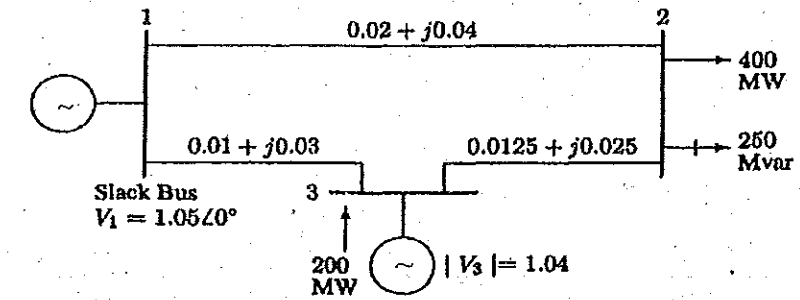 1
2
0.02 + j0.04
400
MW
~
0.01 + j0.03
0.0125 + j0.025
250
Mvar
Slack Bus
V₁ = 1.05∠0°
3
200
MW
~
| V₃ |= 1.04